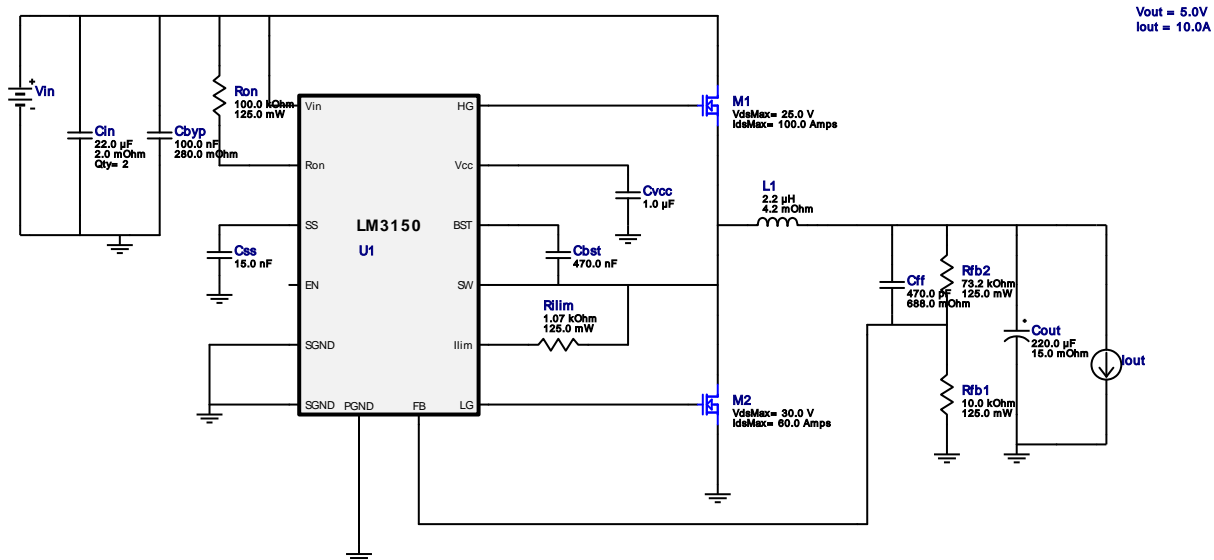 Vout = 5.0V
Iout = 10.0A
Vin
Ron
100.0 kOhm
125.0 mW
Cin
22.0 µF
2.0 mOhm
Qty= 2
Cbyp
100.0 nF
280.0 mOhm
Vin
HG
M1
VdsMax= 25.0 V
IdsMax= 100.0 Amps
Ron
Vcc
Cvcc
1.0 µF
L1
2.2 µH
4.2 mOhm
SS
LM3150
BST
U1
Css
15.0 nF
Cbst
470.0 nF
EN
SW
Cff
470.0 pF
688.0 mOhm
Rfb2
73.2 kOhm
125.0 mW
Rilim
1.07 kOhm
125.0 mW
SGND
Ilim
Cout
220.0 µF
15.0 mOhm
Iout
SGND
PGND
FB
LG
M2
VdsMax= 30.0 V
IdsMax= 60.0 Amps
Rfb1
10.0 kOhm
125.0 mW